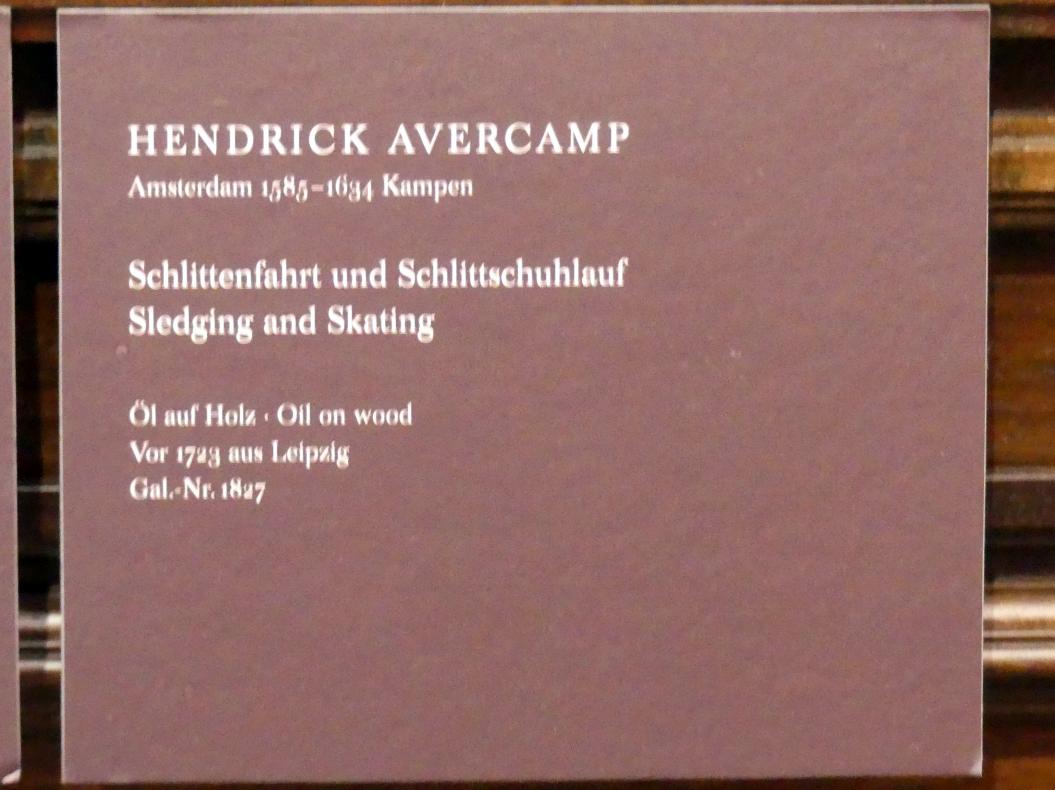 HENDRICK AVERCAMP
Amsterdam 1585–1634 Kampen
Schlittenfahrt und Schlittschuhlauf
Sledging and Skating
Öl auf Holz · Oil on wood
Vor 1723 aus Leipzig
Gal.-Nr. 1827